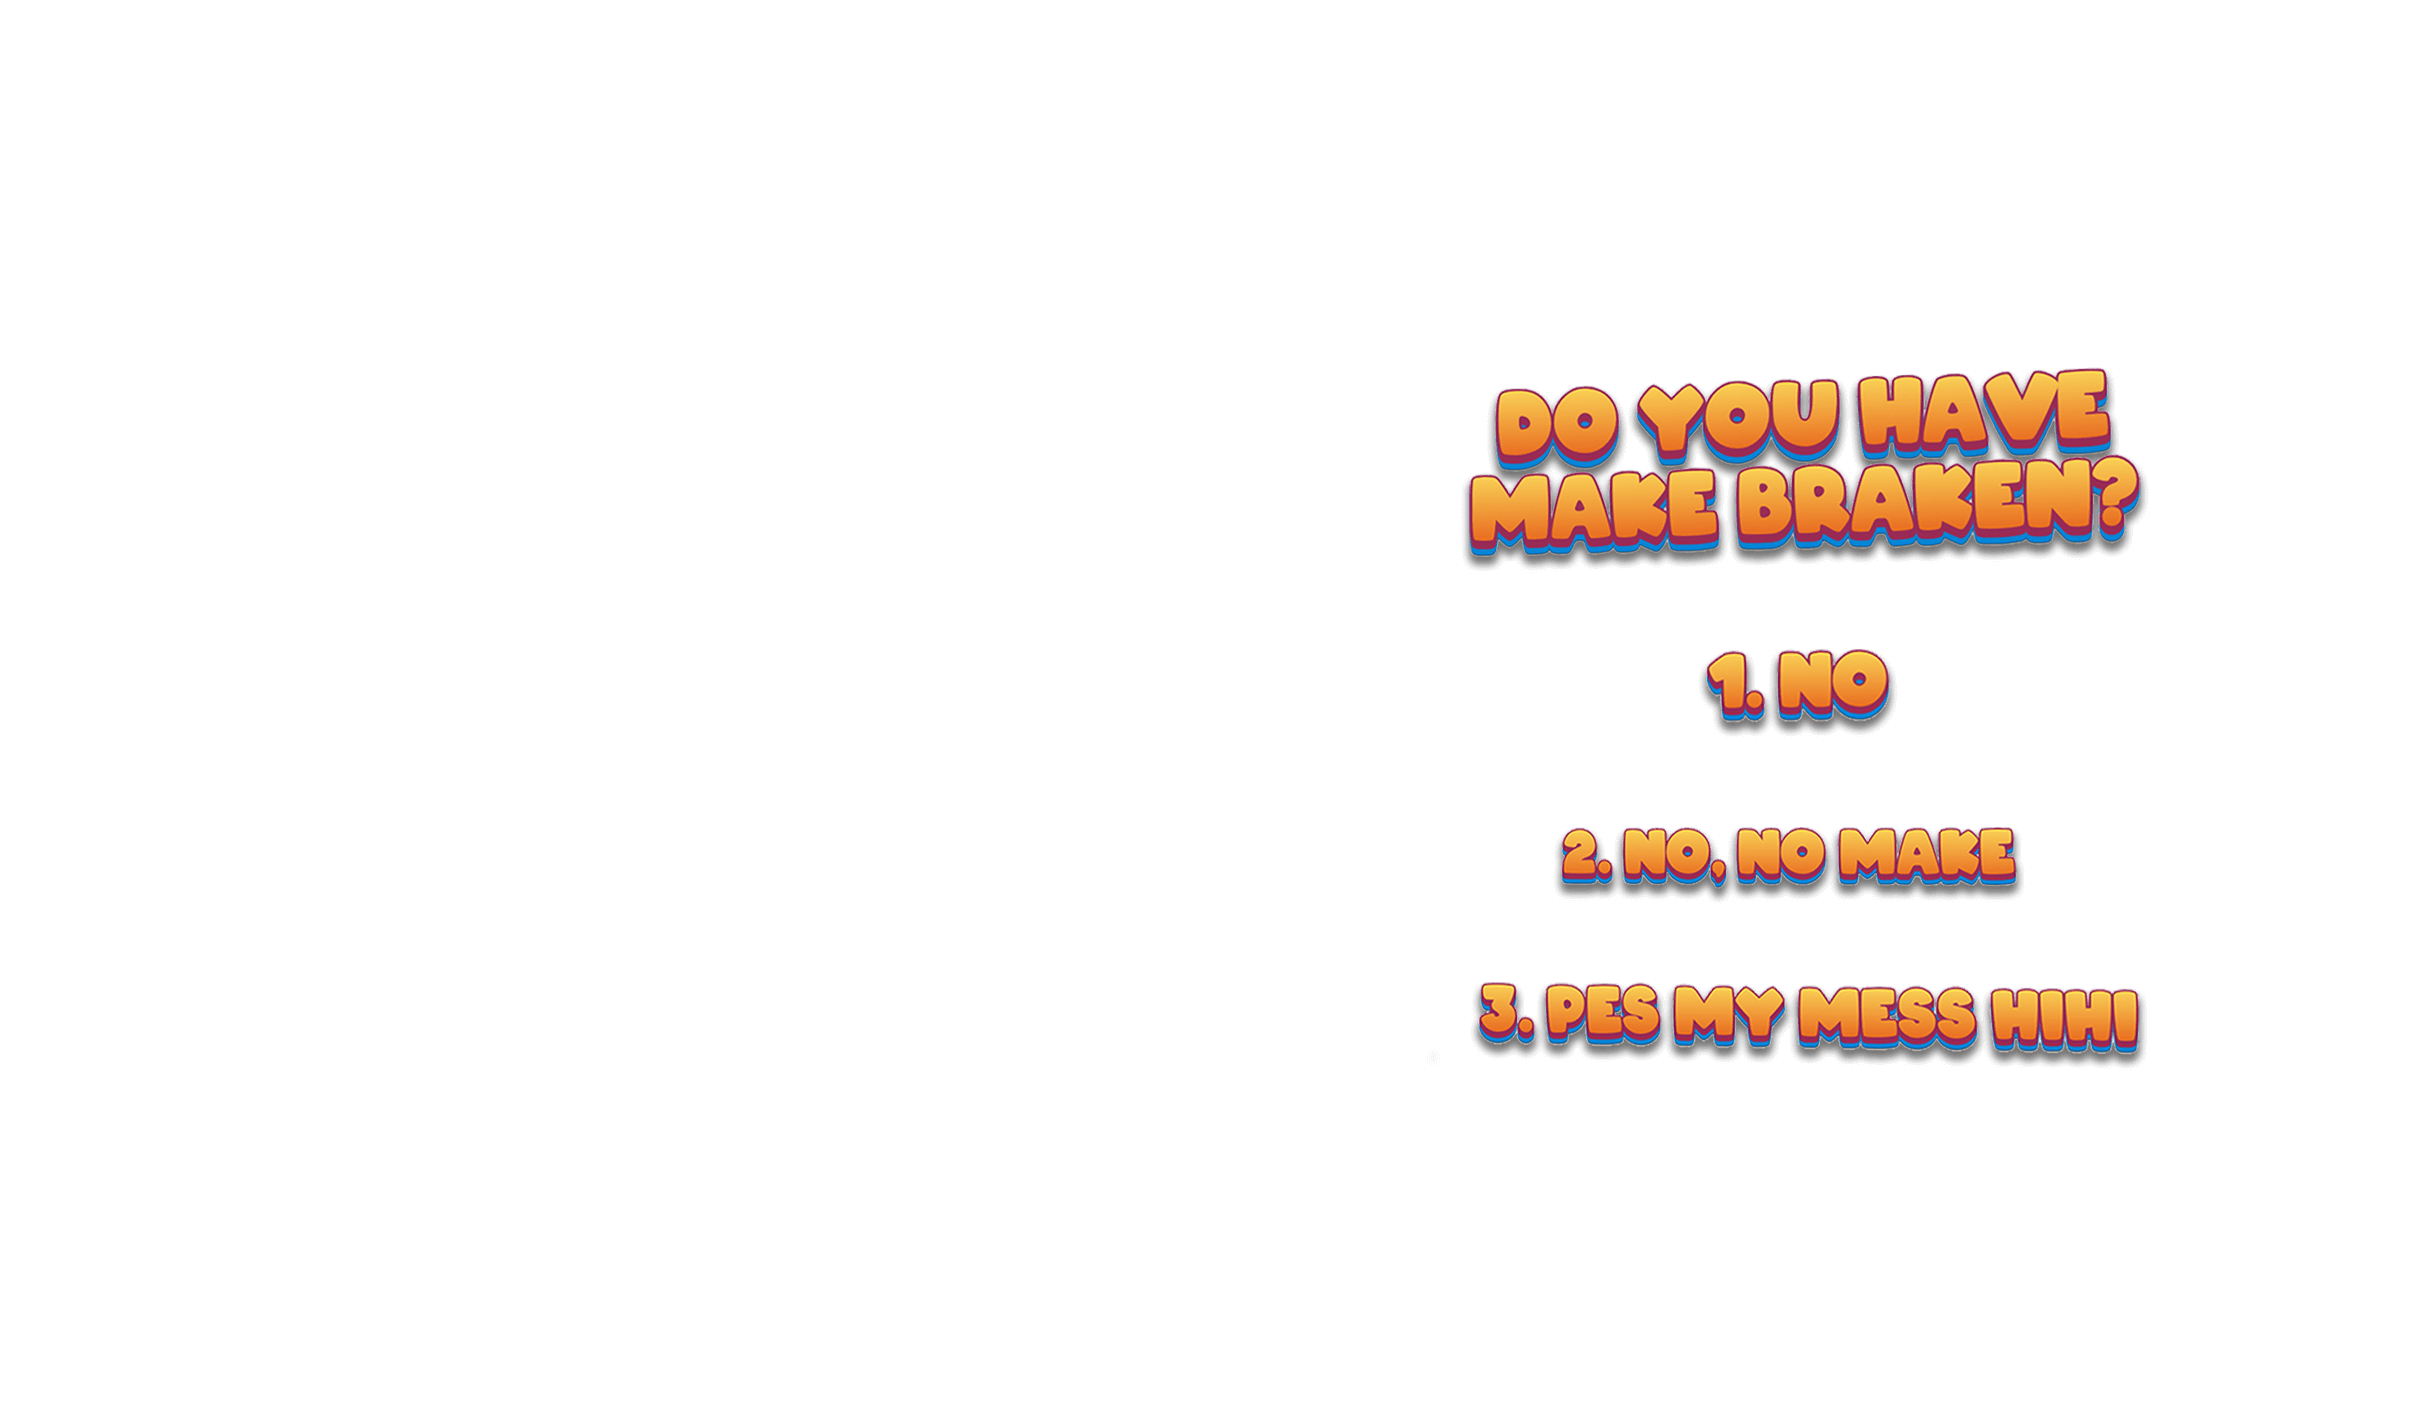 DO YOU HAVE
MAKE BRAKEN?
1. NO
2. NO, NO MAKE
3. PES MY MESS HIHI